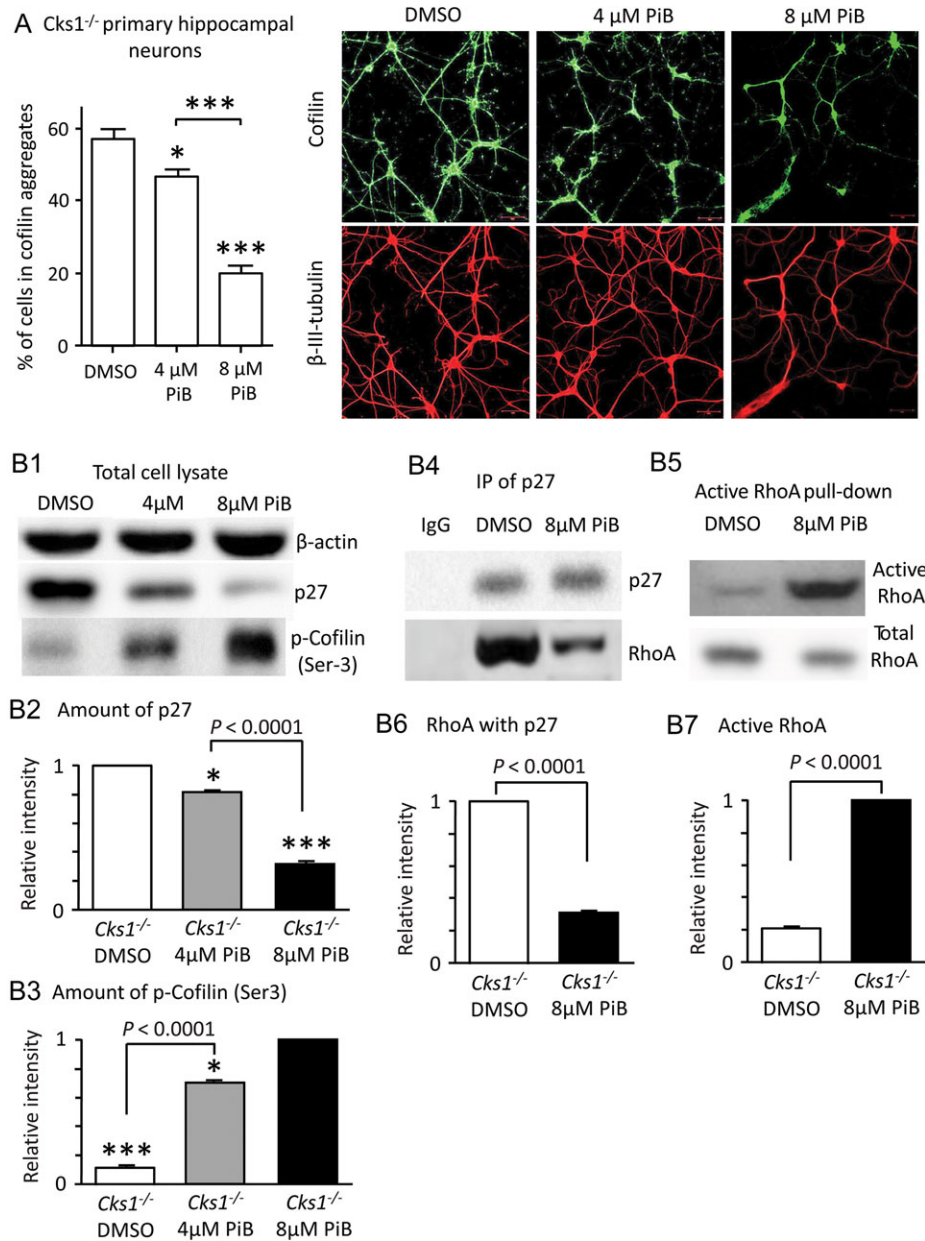 A Cks1-/- primary hippocampal
neurons
% of cells in cofilin aggregates
60
40
20
0
***
*
***
DMSO
4 µM
PiB
8 µM
PiB
DMSO
4 µM PiB
8 µM PiB
Cofilin
β-III-tubulin
B1
Total cell lysate
DMSO 4µM 8µM PiB
β-actin
p27
p-Cofilin
(Ser-3)
B4
IP of p27
IgG DMSO 8µM PiB
p27
RhoA
B5
Active RhoA pull-down
DMSO 8µM PiB
Active
RhoA
Total
RhoA
B2 Amount of p27
P < 0.0001
Relative intensity
1
0
*
***
Cks1-/-
DMSO
Cks1-/-
4µM PiB
Cks1-/-
8µM PiB
B6 RhoA with p27
P < 0.0001
Relative intensity
1
0
Cks1-/-
DMSO
Cks1-/-
8µM PiB
B7 Active RhoA
P < 0.0001
Relative intensity
1
0
Cks1-/-
DMSO
Cks1-/-
8µM PiB
B3 Amount of p-Cofilin (Ser3)
P < 0.0001
Relative intensity
1
0
***
*
Cks1-/-
DMSO
Cks1-/-
4µM PiB
Cks1-/-
8µM PiB